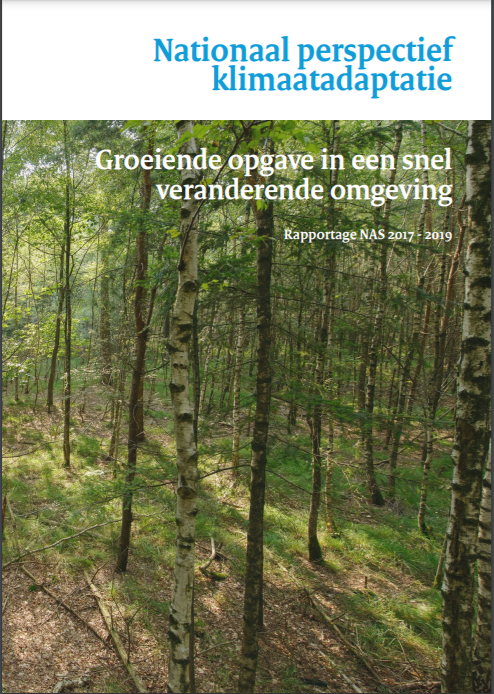 Nationaal perspectief
klimaatadaptatie
Groeiende opgave in een snel
veranderende omgeving
Rapportage NAS 2017 - 2019